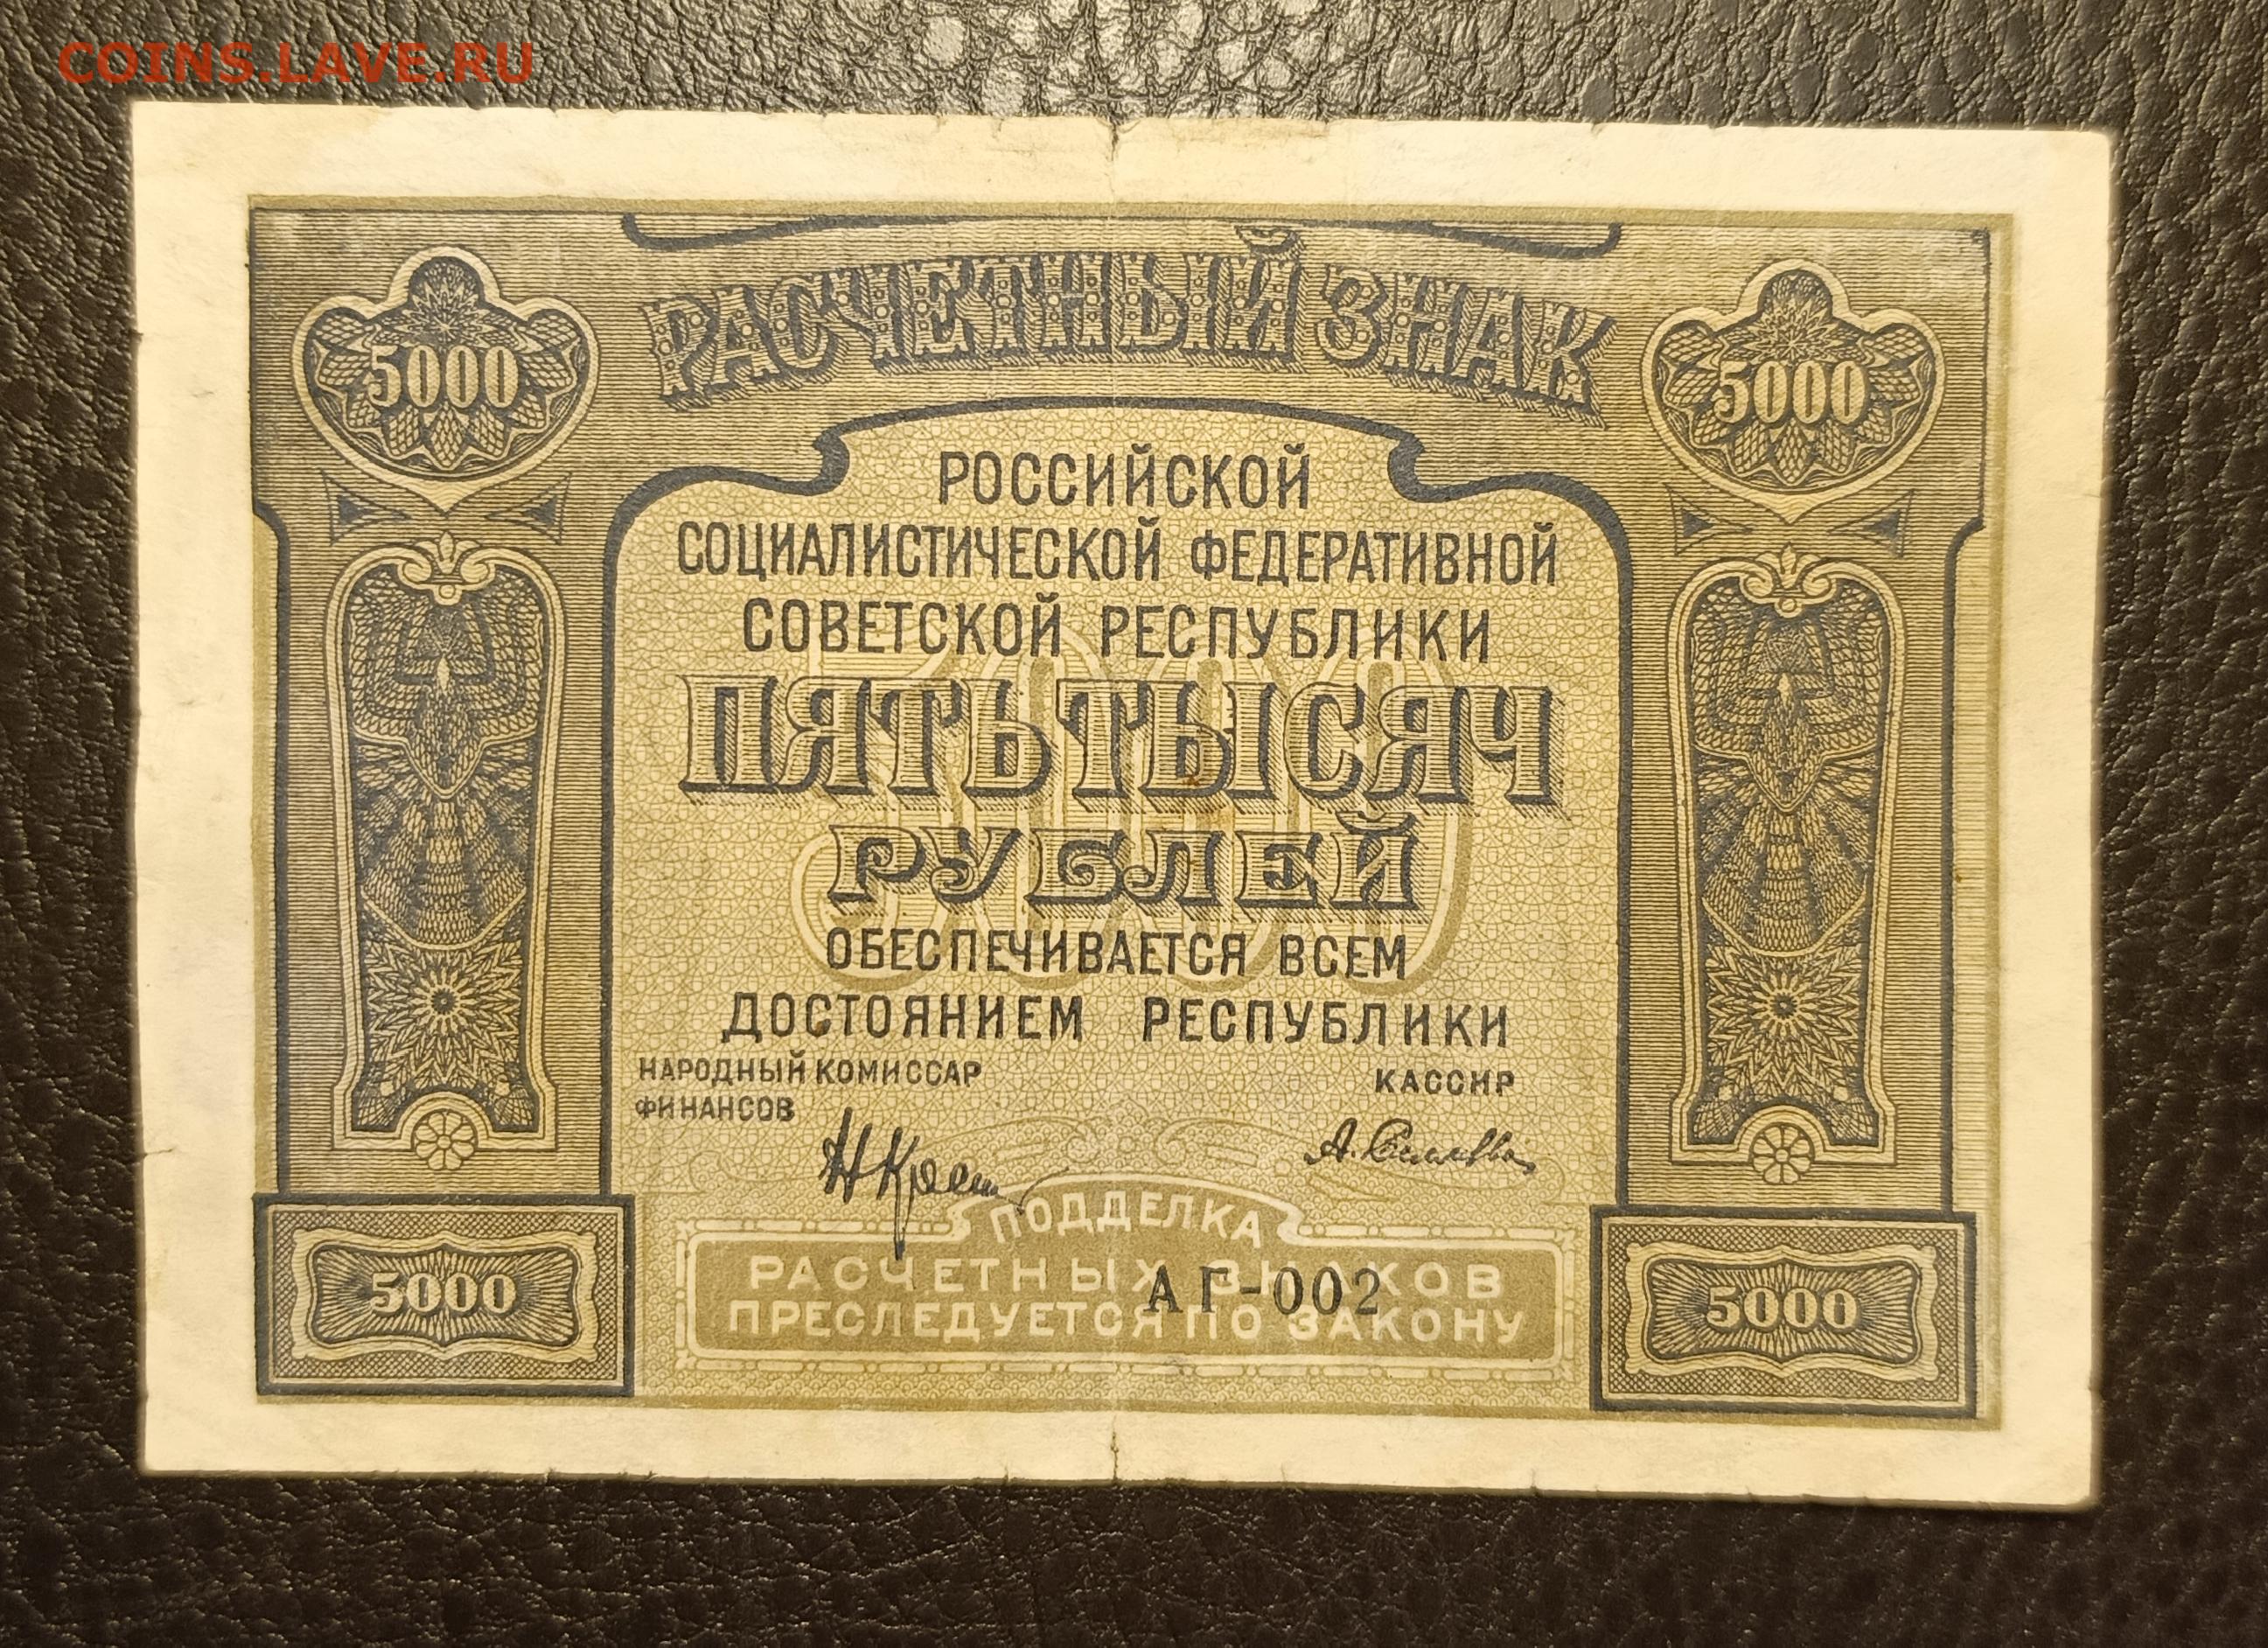 COINS.LAVE.RU
РАСЧЕТНЫЙ ЗНАК
5000
5000
РОССИЙСКОЙ
СОЦИАЛИСТИЧЕСКОЙ ФЕДЕРАТИВНОЙ
СОВЕТСКОЙ РЕСПУБЛИКИ
5000
ПЯТЬ ТЫСЯЧ
РУБЛЕЙ
ОБЕСПЕЧИВАЕТСЯ ВСЕМ
ДОСТОЯНИЕМ РЕСПУБЛИКИ
НАРОДНЫЙ КОМИССАР
ФИНАНСОВ
КАССИР
ПОДДЕЛКА
РАСЧЕТНЫХ ЗНАКОВ
АГ-002
ПРЕСЛЕДУЕТСЯ ПО ЗАКОНУ
5000
5000